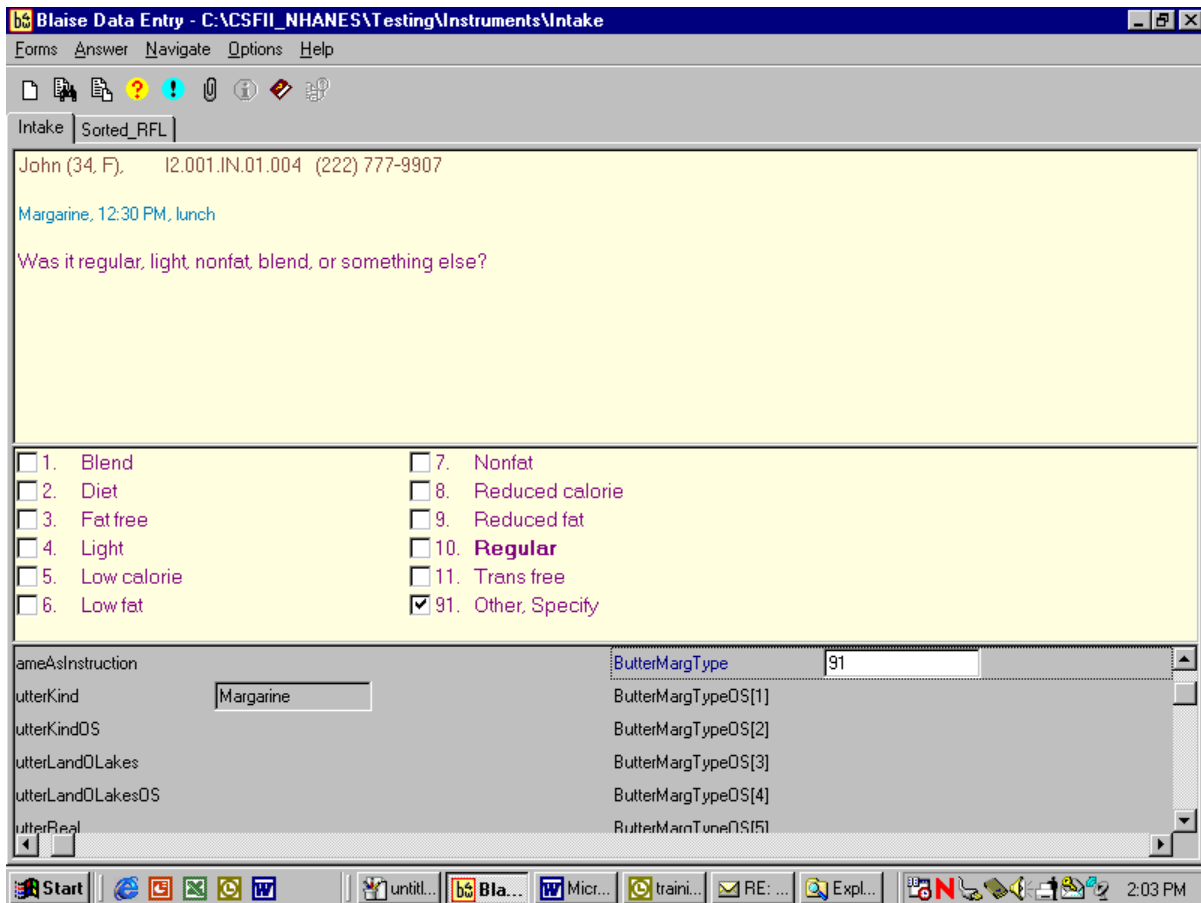 Blaise Data Entry - C:\CSFII_NHANES\Testing\Instruments\Intake
Forms Answer Navigate Options Help
Intake Sorted_RFL
John (34, F), I2.001.IN.01.004 (222) 777-9907
Margarine, 12:30 PM, lunch
Was it regular, light, nonfat, blend, or something else?
1. Blend 7. Nonfat
2. Diet 8. Reduced calorie
3. Fat free 9. Reduced fat
4. Light 10. Regular
5. Low calorie 11. Trans free
6. Low fat 91. Other, Specify
ameAsInstruction ButterMargType 91
utterKind Margarine ButterMargTypeOS[1]
utterKindOS ButterMargTypeOS[2]
utterLandOLakes ButterMargTypeOS[3]
utterLandOLakesOS ButterMargTypeOS[4]
utterReal ButterMargTypeOS[5]
Start untitl... Bla... Micr... traini... RE: ... Expl... 2:03 PM